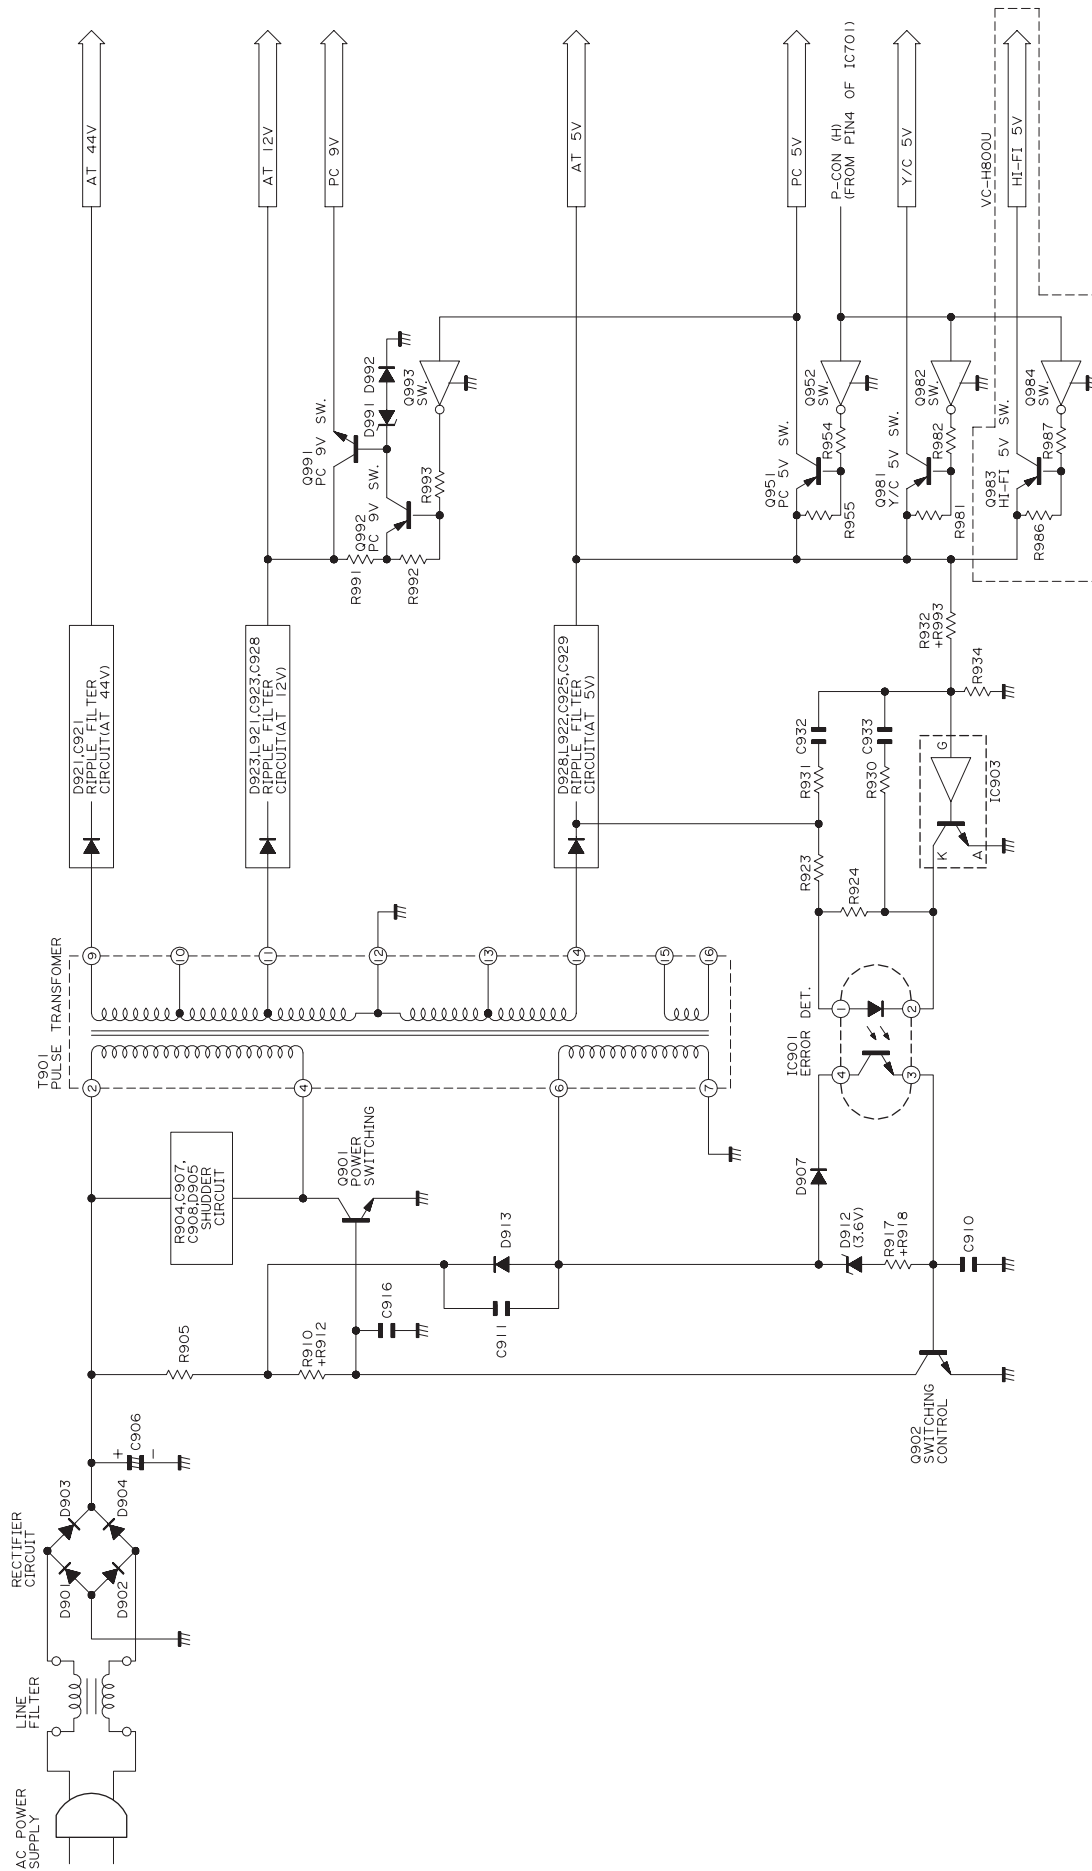 AC POWER
SUPPLY
LINE
FILTER
RECTIFIER
CIRCUIT
D901
D903
D902
D904
+
C906
−
R905
R910
+R912
R904,C907,
C908,D905
SHUDDER
CIRCUIT
Q901
POWER
SWITCHING
C916
C911
D913
Q902
SWITCHING
CONTROL
D907
D912
(3.6V)
R917
+R918
C910
T901
PULSE TRANSFOMER
2
4
6
7
9
10
11
12
13
14
15
16
IC901
ERROR DET.
1
2
3
4
D921,C921
RIPPLE FILTER
CIRCUIT(AT 44V)
D923,L921,C923,C928
RIPPLE FILTER
CIRCUIT(AT 12V)
D928,L922,C925,C929
RIPPLE FILTER
CIRCUIT(AT 5V)
R923
R924
R931
C932
R930
C933
K
A
G
IC903
R934
R932
+R993
R991
R992
Q992
PC 9V SW.
Q991
PC 9V SW.
R993
D991
D992
Q993
SW.
Q951
PC 5V SW.
R955
R954
Q952
SW.
Q981
Y/C 5V SW.
R981
R982
Q982
SW.
Q983
HI-FI 5V SW.
R986
R987
Q984
SW.
VC-H800U
AT 44V
AT 12V
PC 9V
AT 5V
PC 5V
P-CON (H)
(FROM PIN4 OF IC701)
Y/C 5V
HI-FI 5V